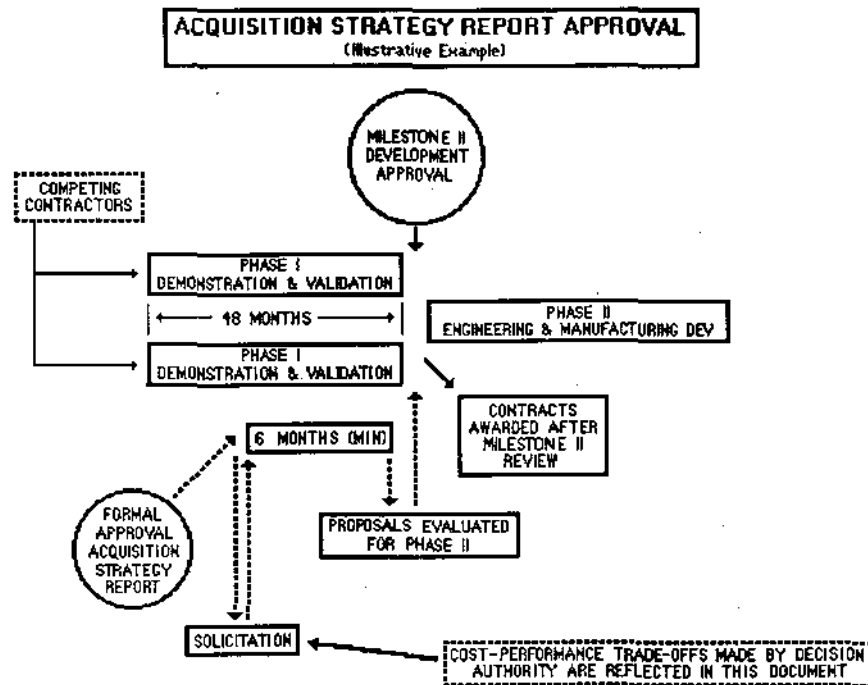 ACQUISITION STRATEGY REPORT APPROVAL
(Illustrative Example)
MILESTONE II
DEVELOPMENT
APPROVAL
COMPETING
CONTRACTORS
PHASE I
DEMONSTRATION & VALIDATION
48 MONTHS
PHASE II
ENGINEERING & MANUFACTURING DEV
PHASE I
DEMONSTRATION & VALIDATION
CONTRACTS
AWARDED AFTER
MILESTONE II
REVIEW
6 MONTHS (MIN)
FORMAL
APPROVAL
ACQUISITION
STRATEGY
REPORT
PROPOSALS EVALUATED
FOR PHASE II
SOLICITATION
COST-PERFORMANCE TRADE-OFFS MADE BY DECISION
AUTHORITY ARE REFLECTED IN THIS DOCUMENT